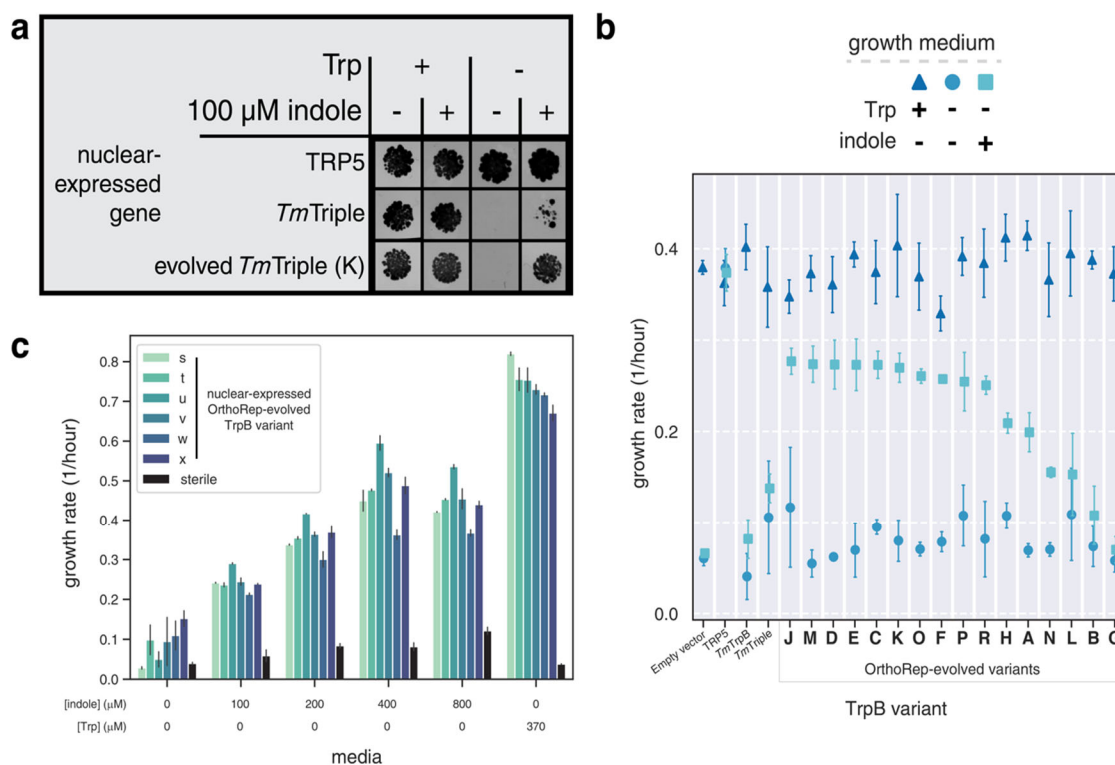 a
Trp + -
100 µM indole - + - +
nuclear-
expressed
gene
TRP5
TmTriple
evolved TmTriple (K)
b
growth medium
Trp + - -
indole - - +
growth rate (1/hour)
0.4
0.2
0.0
Empty vector TRP5 TmTrpB TmTriple J M D E C K O F P R H A N L B
OrthoRep-evolved variants
TrpB variant
c
growth rate (1/hour)
0.8
0.7
0.6
0.5
0.4
0.3
0.2
0.1
0.0
s
t
u
v
w
x
sterile
nuclear-expressed
OrthoRep-evolved
TrpB variant
[indole] (µM) 0 100 200 400 800 0
[Trp] (µM) 0 0 0 0 0 370
media